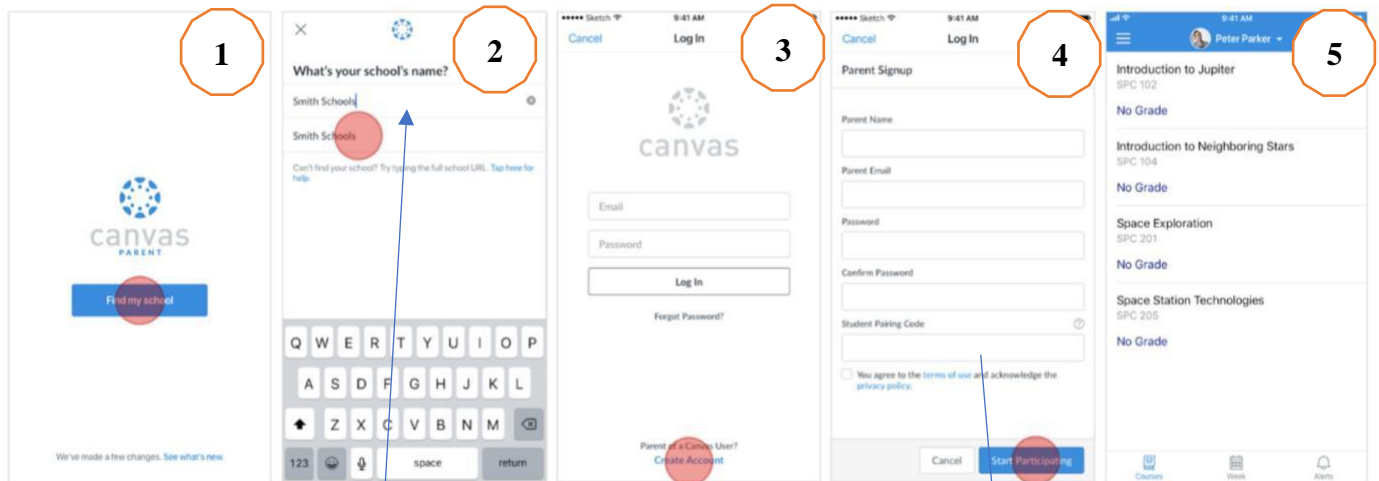 1
canvas
PARENT
Find my school
We've made a few changes. See what's new.
2
What's your school's name?
Smith Schools
Smith Schools
Can't find your school? Try typing the full school URL. Tap here for
help.
Q W E R T Y U I O P
A S D F G H J K L
Z X C V B N M
123 space return
Sketch 9:41 AM
Cancel Log In
3
canvas
Email
Password
Log In
Forgot Password?
Parent of a Canvas User?
Create Account
Sketch 9:41 AM
Cancel Log In
4
Parent Signup
Parent Name
Parent Email
Password
Confirm Password
Student Pairing Code ?
You agree to the terms of use and acknowledge the
privacy policy.
Cancel Start Participating
9:41 AM
Peter Parker
5
Introduction to Jupiter
SPC 102
No Grade
Introduction to Neighboring Stars
SPC 104
No Grade
Space Exploration
SPC 201
No Grade
Space Station Technologies
SPC 205
No Grade
Courses Week Alerts